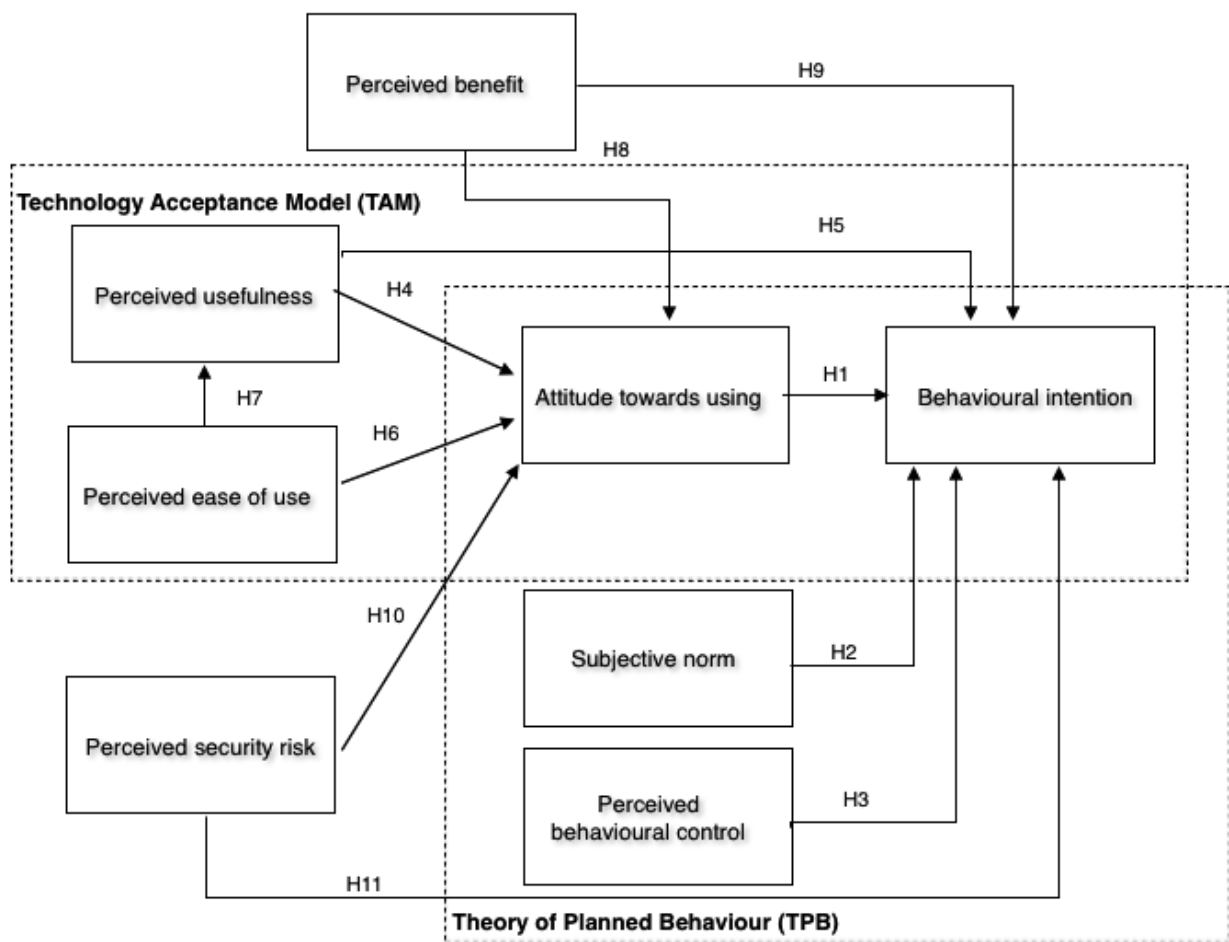 Perceived benefit
H9
H8
Technology Acceptance Model (TAM)
H5
Perceived usefulness
H4
Attitude towards using
H1
Behavioural intention
H7
H6
Perceived ease of use
H10
Subjective norm
H2
Perceived security risk
Perceived
behavioural control
H3
H11
Theory of Planned Behaviour (TPB)